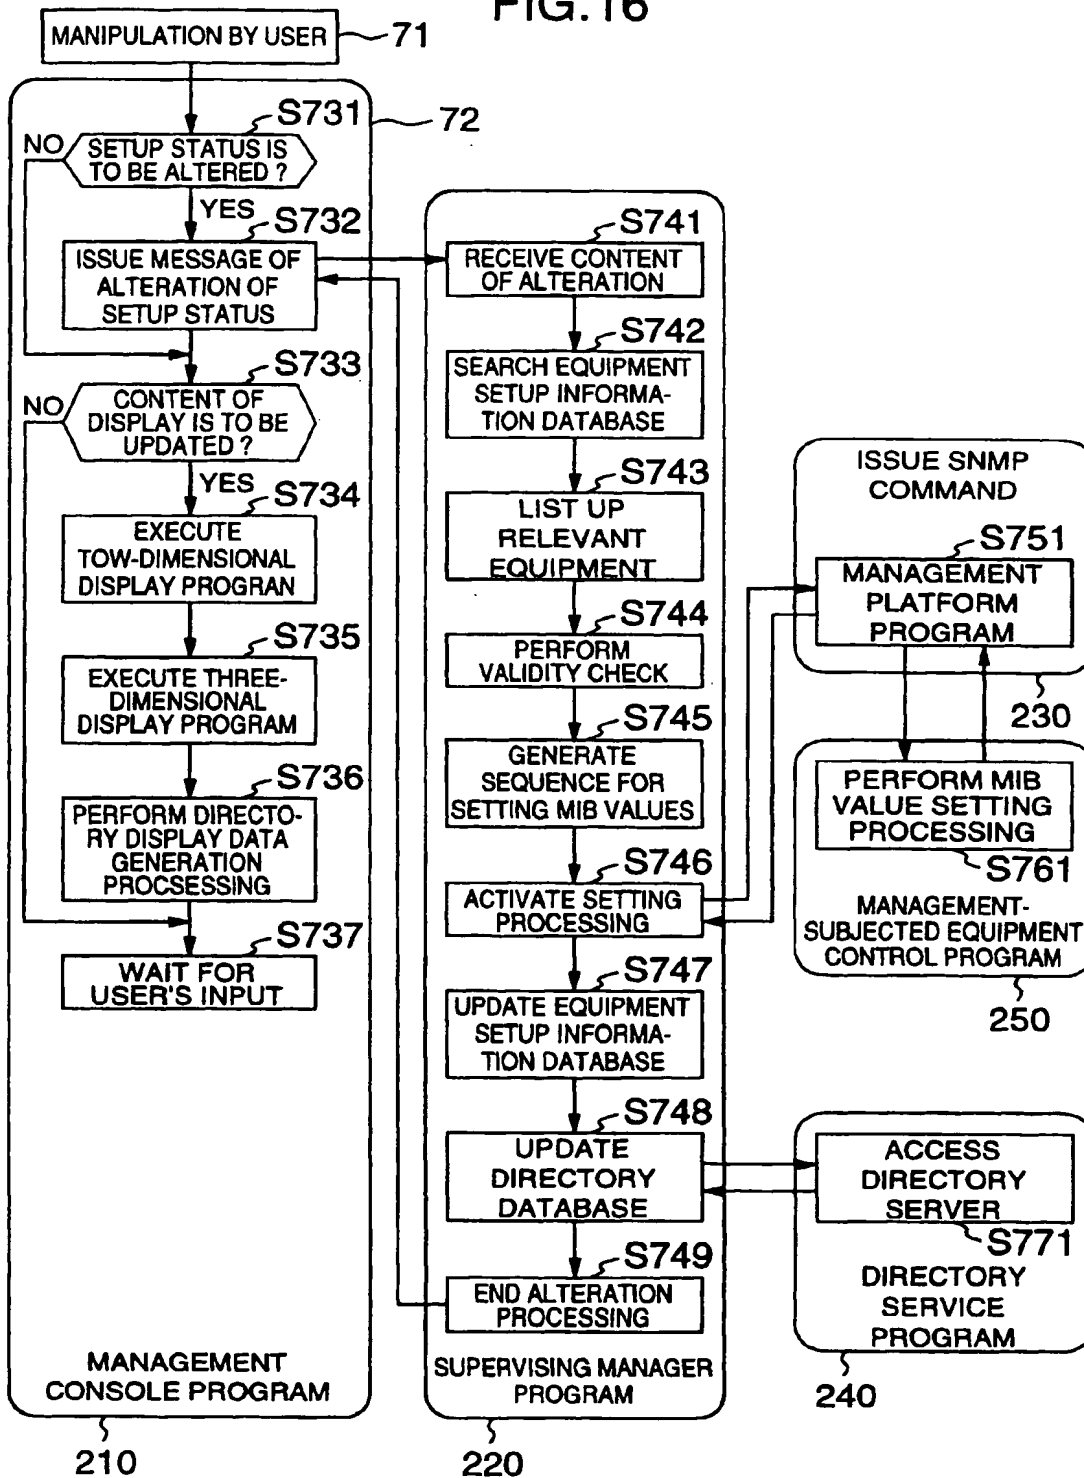 FIG.16
MANIPULATION BY USER
71
72
S731
NO
SETUP STATUS IS
TO BE ALTERED ?
YES
S732
ISSUE MESSAGE OF
ALTERATION OF
SETUP STATUS
S733
NO
CONTENT OF
DISPLAY IS TO BE
UPDATED ?
YES
S734
EXECUTE
TOW-DIMENSIONAL
DISPLAY PROGRAN
S735
EXECUTE THREE-
DIMENSIONAL
DISPLAY PROGRAM
S736
PERFORM DIRECTO-
RY DISPLAY DATA
GENERATION
PROCSESSING
S737
WAIT FOR
USER'S INPUT
MANAGEMENT
CONSOLE PROGRAM
210
S741
RECEIVE CONTENT
OF ALTERATION
S742
SEARCH EQUIPMENT
SETUP INFORMA-
TION DATABASE
S743
LIST UP
RELEVANT
EQUIPMENT
S744
PERFORM
VALIDITY CHECK
S745
GENERATE
SEQUENCE FOR
SETTING MIB VALUES
S746
ACTIVATE SETTING
PROCESSING
S747
UPDATE EQUIPMENT
SETUP INFORMA-
TION DATABASE
S748
UPDATE
DIRECTORY
DATABASE
S749
END ALTERATION
PROCESSING
SUPERVISING MANAGER
PROGRAM
220
ISSUE SNMP
COMMAND
S751
MANAGEMENT
PLATFORM
PROGRAM
230
PERFORM MIB
VALUE SETTING
PROCESSING
S761
MANAGEMENT-
SUBJECTED EQUIPMENT
CONTROL PROGRAM
250
ACCESS
DIRECTORY
SERVER
S771
DIRECTORY
SERVICE
PROGRAM
240